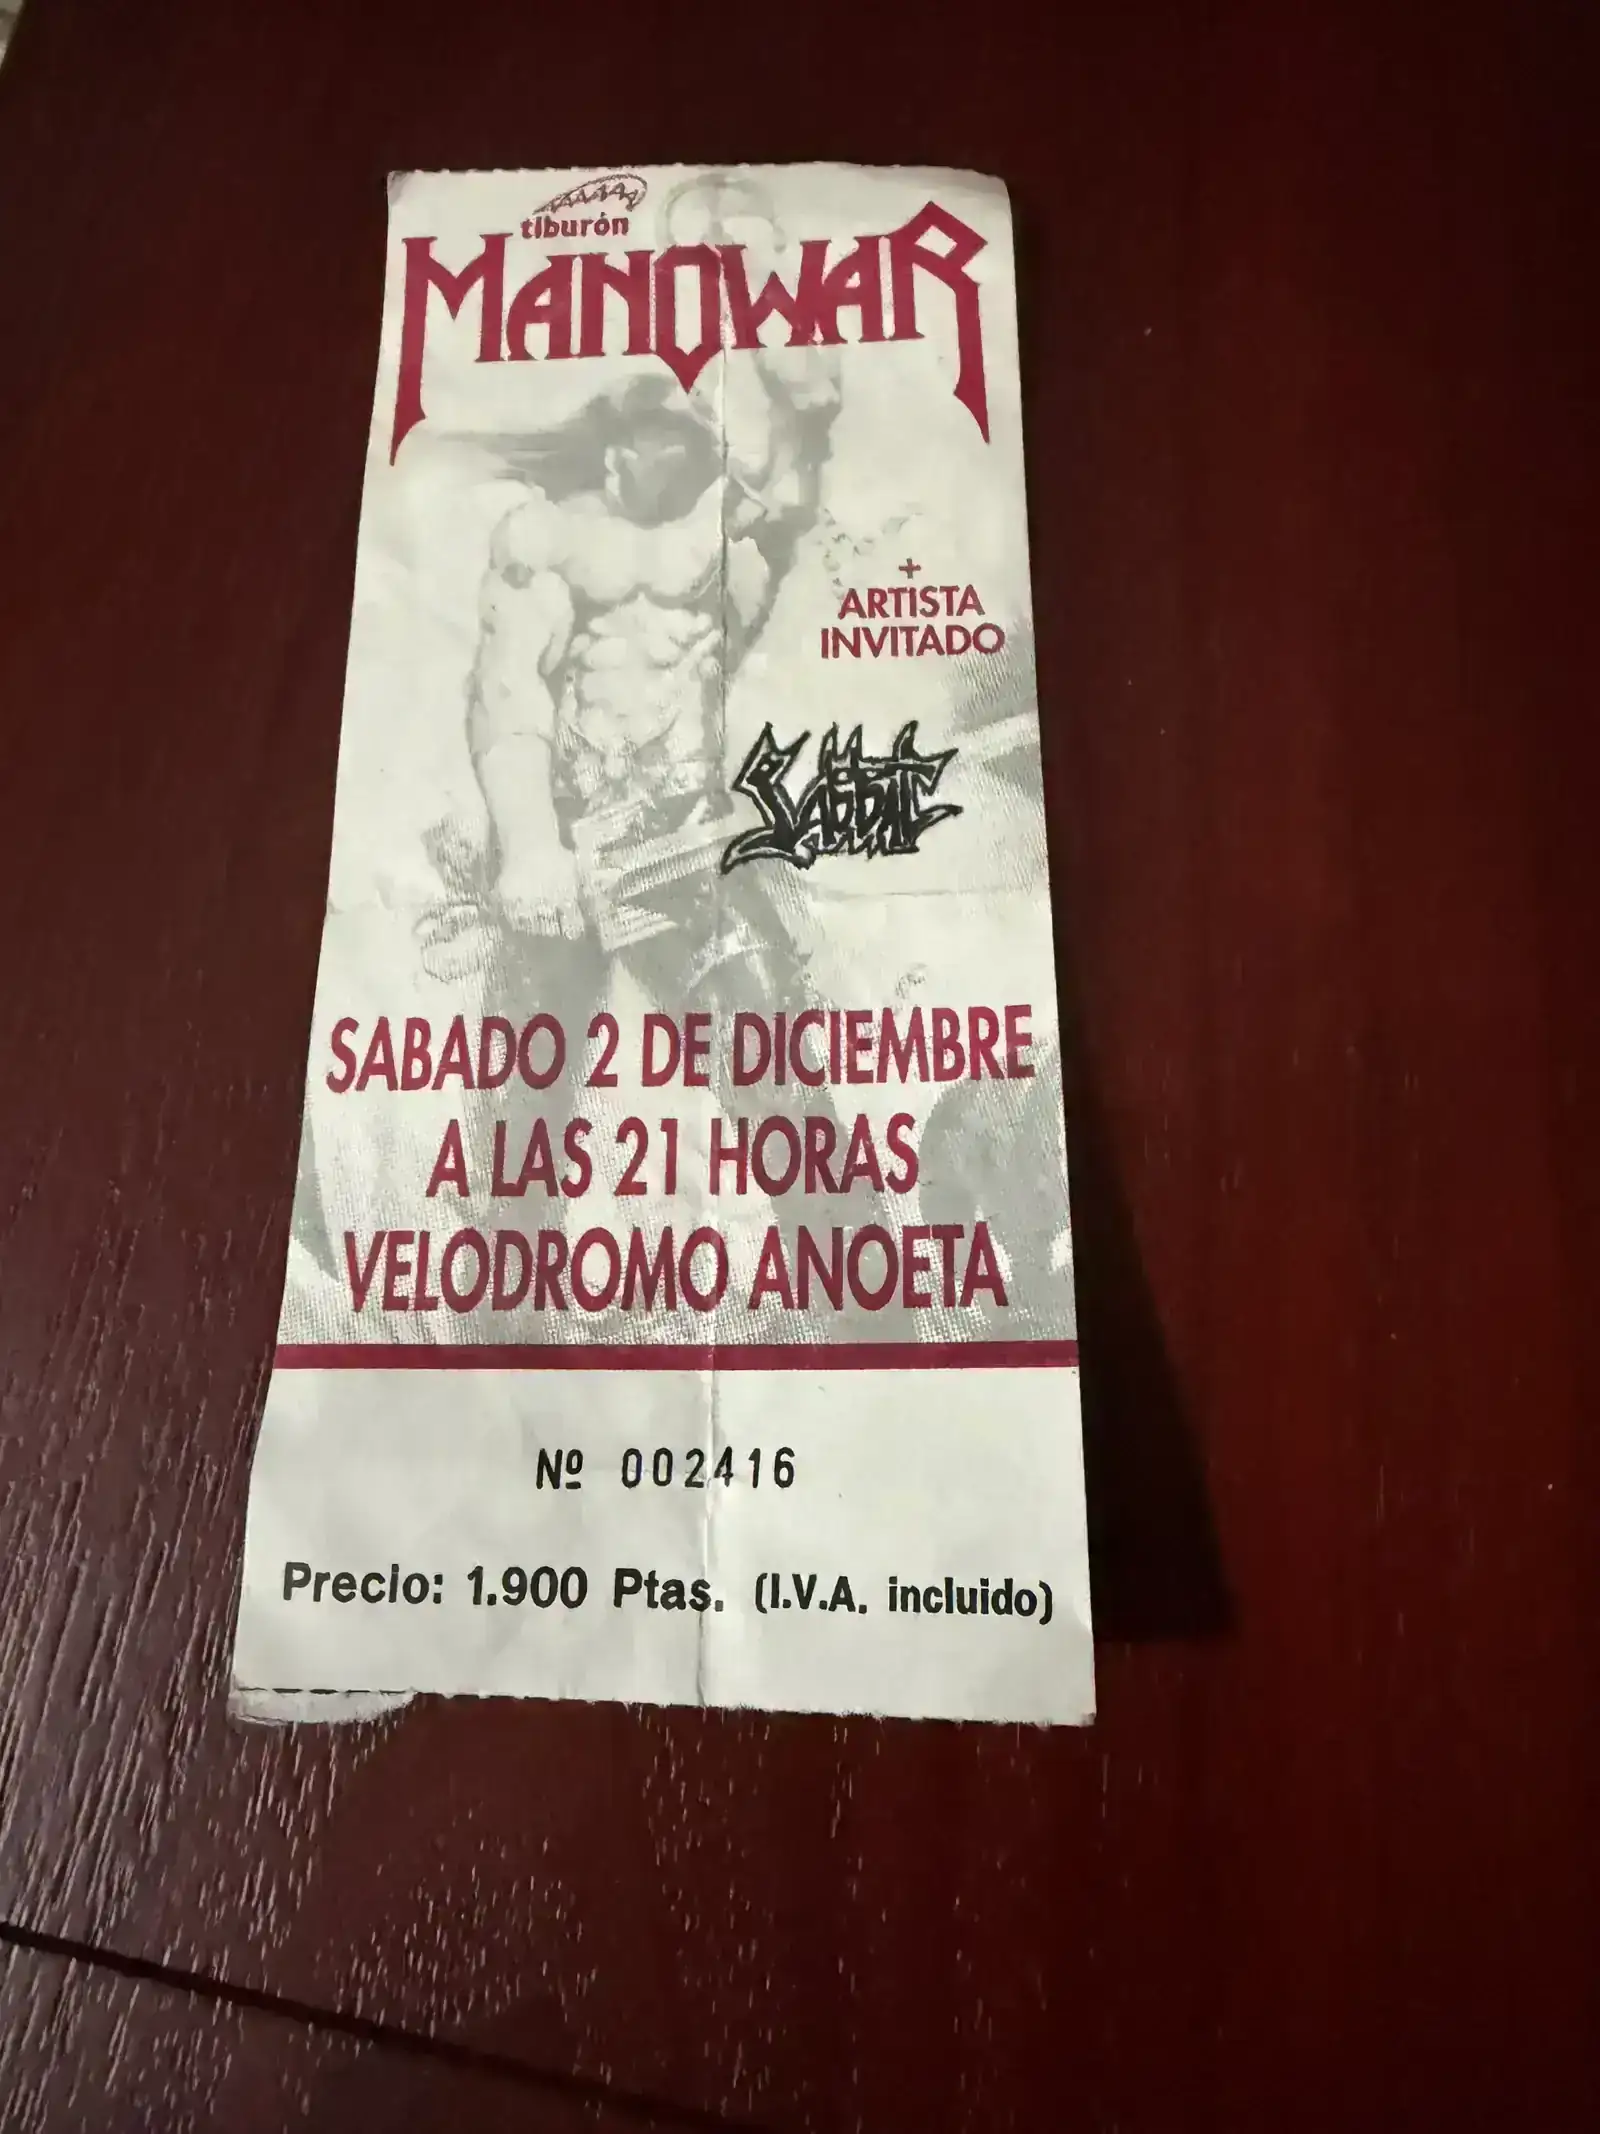 tiburón
MANOWAR
+
ARTISTA
INVITADO
SABBAT
SABADO 2 DE DICIEMBRE
A LAS 21 HORAS
VELODROMO ANOETA
Nº 002416
Precio: 1.900 Ptas. (I.V.A. incluido)